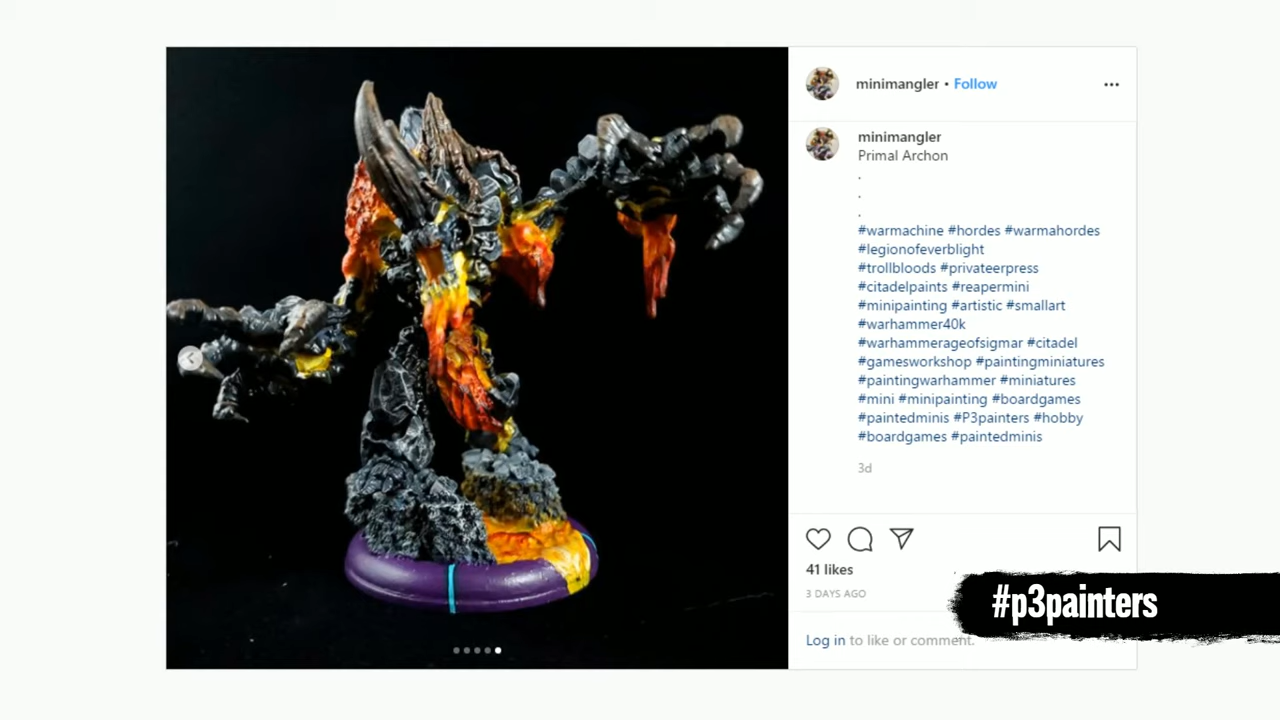 minimangler • Follow
minimangler
Primal Archon
.
.
.
#warmachine #hordes #warmahordes
#legionofeverblight
#trollbloods #privateerpress
#citadelpaints #reapermini
#minipainting #artistic #smallart
#warhammer40k
#warhammerageofsigmar #citadel
#gamesworkshop #paintingminiatures
#paintingwarhammer #miniatures
#mini #minipainting #boardgames
#paintedminis #P3painters #hobby
#boardgames #paintedminis
3d
41 likes
3 DAYS AGO
#p3painters
Log in to like or comment.